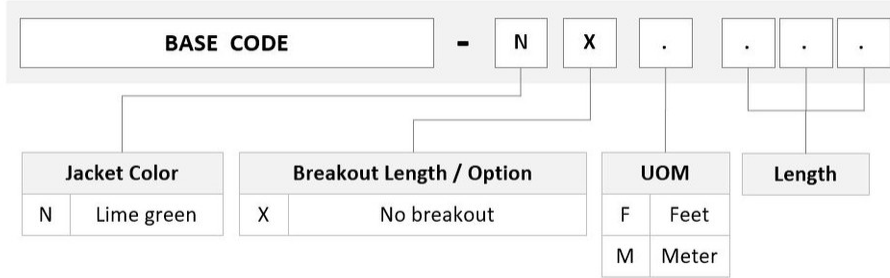 BASE CODE - N X . . . .
Jacket Color Breakout Length / Option UOM Length
N Lime green X No breakout F Feet
M Meter